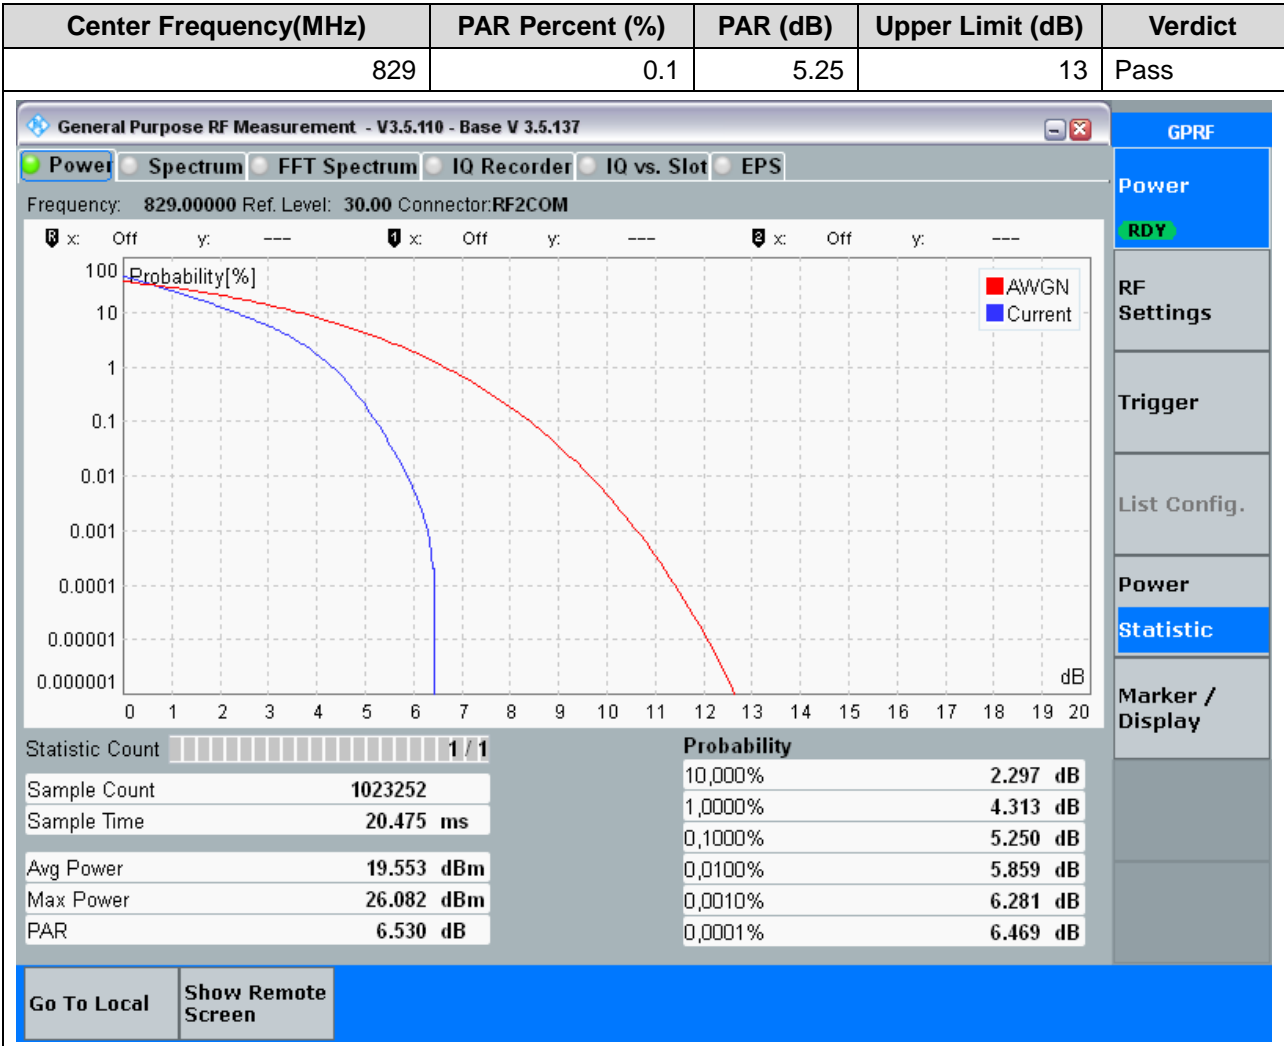 Center Frequency(MHz) PAR Percent (%) PAR (dB) Upper Limit (dB) Verdict
829 0.1 5.25 13 Pass
General Purpose RF Measurement - V3.5.110 - Base V 3.5.137
GPRF
Power Spectrum FFT Spectrum IQ Recorder IQ vs. Slot EPS
Power
RDY
Frequency: 829.00000 Ref. Level: 30.00 Connector:RF2COM
R x: Off y: --- 1 x: Off y: --- 2 x: Off y: ---
Probability[%]
AWGN
Current
100
10
1
0.1
0.01
0.001
0.0001
0.00001
0.000001
dB
0 1 2 3 4 5 6 7 8 9 10 11 12 13 14 15 16 17 18 19 20
RF
Settings
Trigger
List Config.
Power
Statistic
Marker /
Display
Statistic Count 1 / 1
Sample Count 1023252
Sample Time 20.475 ms
Avg Power 19.553 dBm
Max Power 26.082 dBm
PAR 6.530 dB
Probability
10,000% 2.297 dB
1,0000% 4.313 dB
0,1000% 5.250 dB
0,0100% 5.859 dB
0,0010% 6.281 dB
0,0001% 6.469 dB
Go To Local
Show Remote
Screen